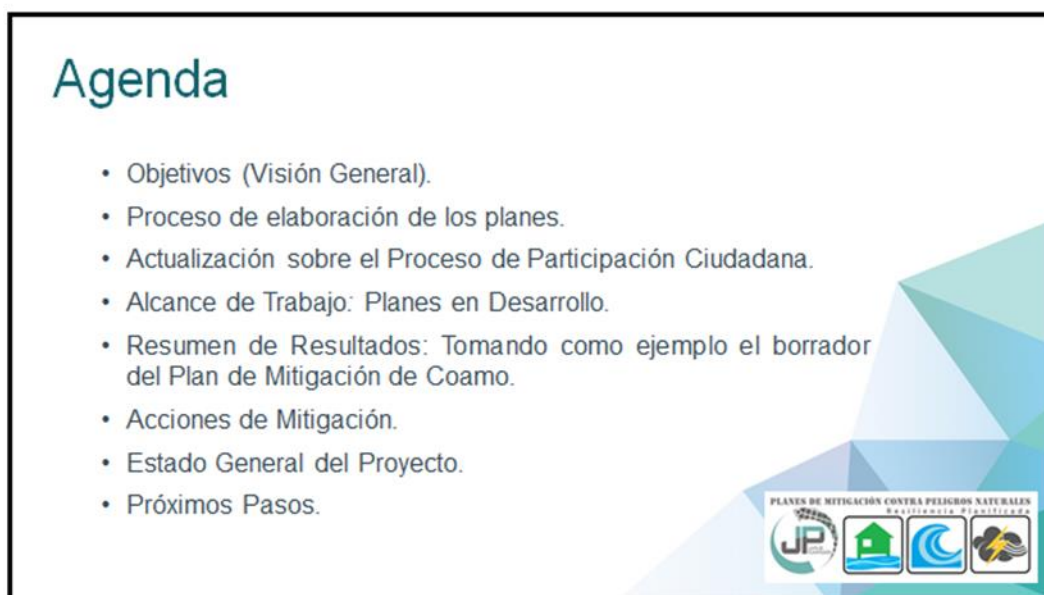 Agenda
• Objetivos (Visión General).
• Proceso de elaboración de los planes.
• Actualización sobre el Proceso de Participación Ciudadana.
• Alcance de Trabajo: Planes en Desarrollo.
• Resumen de Resultados: Tomando como ejemplo el borrador
del Plan de Mitigación de Coamo.
• Acciones de Mitigación.
• Estado General del Proyecto.
• Próximos Pasos.
PLANES DE MITIGACIÓN CONTRA PELIGROS NATURALES
Resiliencia Planificada
JP